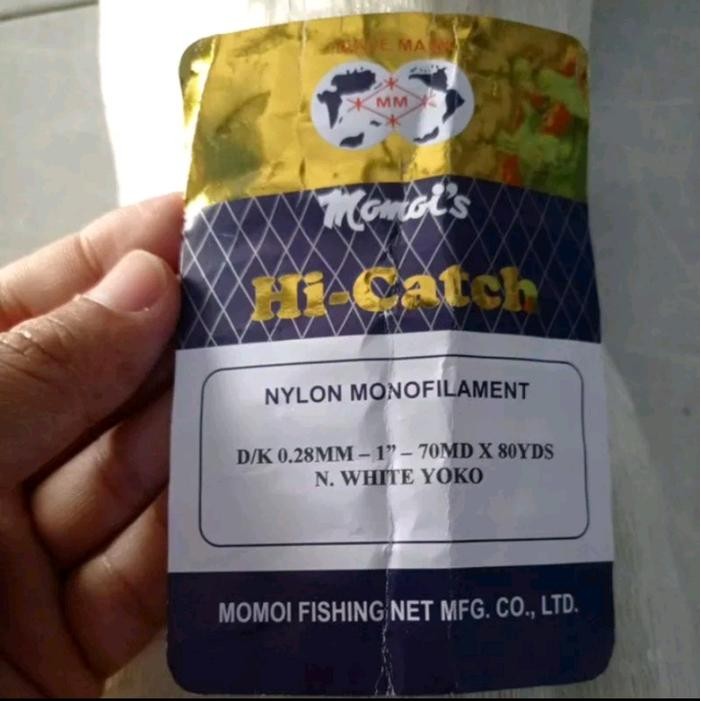 MM
Momoi's
Hi-Catch
NYLON MONOFILAMENT
D/K 0.28MM – 1” – 70MD X 80YDS
N. WHITE YOKO
MOMOI FISHING NET MFG. CO., LTD.